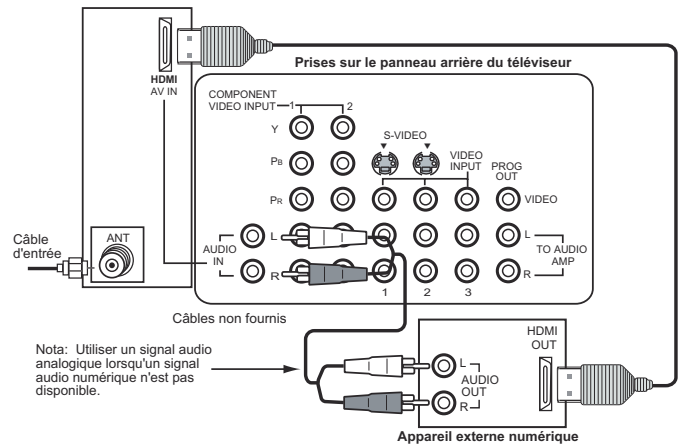 HDMI
AV IN
Prises sur le panneau arrière du téléviseur
COMPONENT
VIDEO INPUT
1
2
Y
PB
PR
S-VIDEO
VIDEO
INPUT
PROG
OUT
VIDEO
Câble
d'entrée
ANT
AUDIO
IN
L
R
L
R
1
2
3
L
R
TO AUDIO
AMP
Câbles non fournis
Nota: Utiliser un signal audio
analogique lorsqu'un signal
audio numérique n'est pas
disponible.
L
R
AUDIO
OUT
HDMI
OUT
Appareil externe numérique